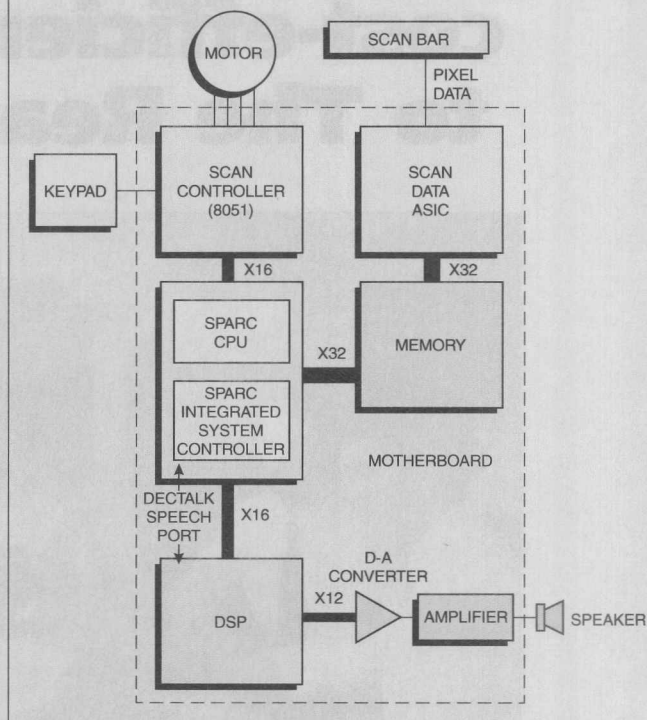 MOTOR
SCAN BAR
PIXEL
DATA
KEYPAD
SCAN
CONTROLLER
(8051)
SCAN
DATA
ASIC
X16
X32
SPARC
CPU
X32
MEMORY
SPARC
INTEGRATED
SYSTEM
CONTROLLER
MOTHERBOARD
DECTALK
SPEECH
PORT
X16
D-A
CONVERTER
DSP
X12
AMPLIFIER
SPEAKER